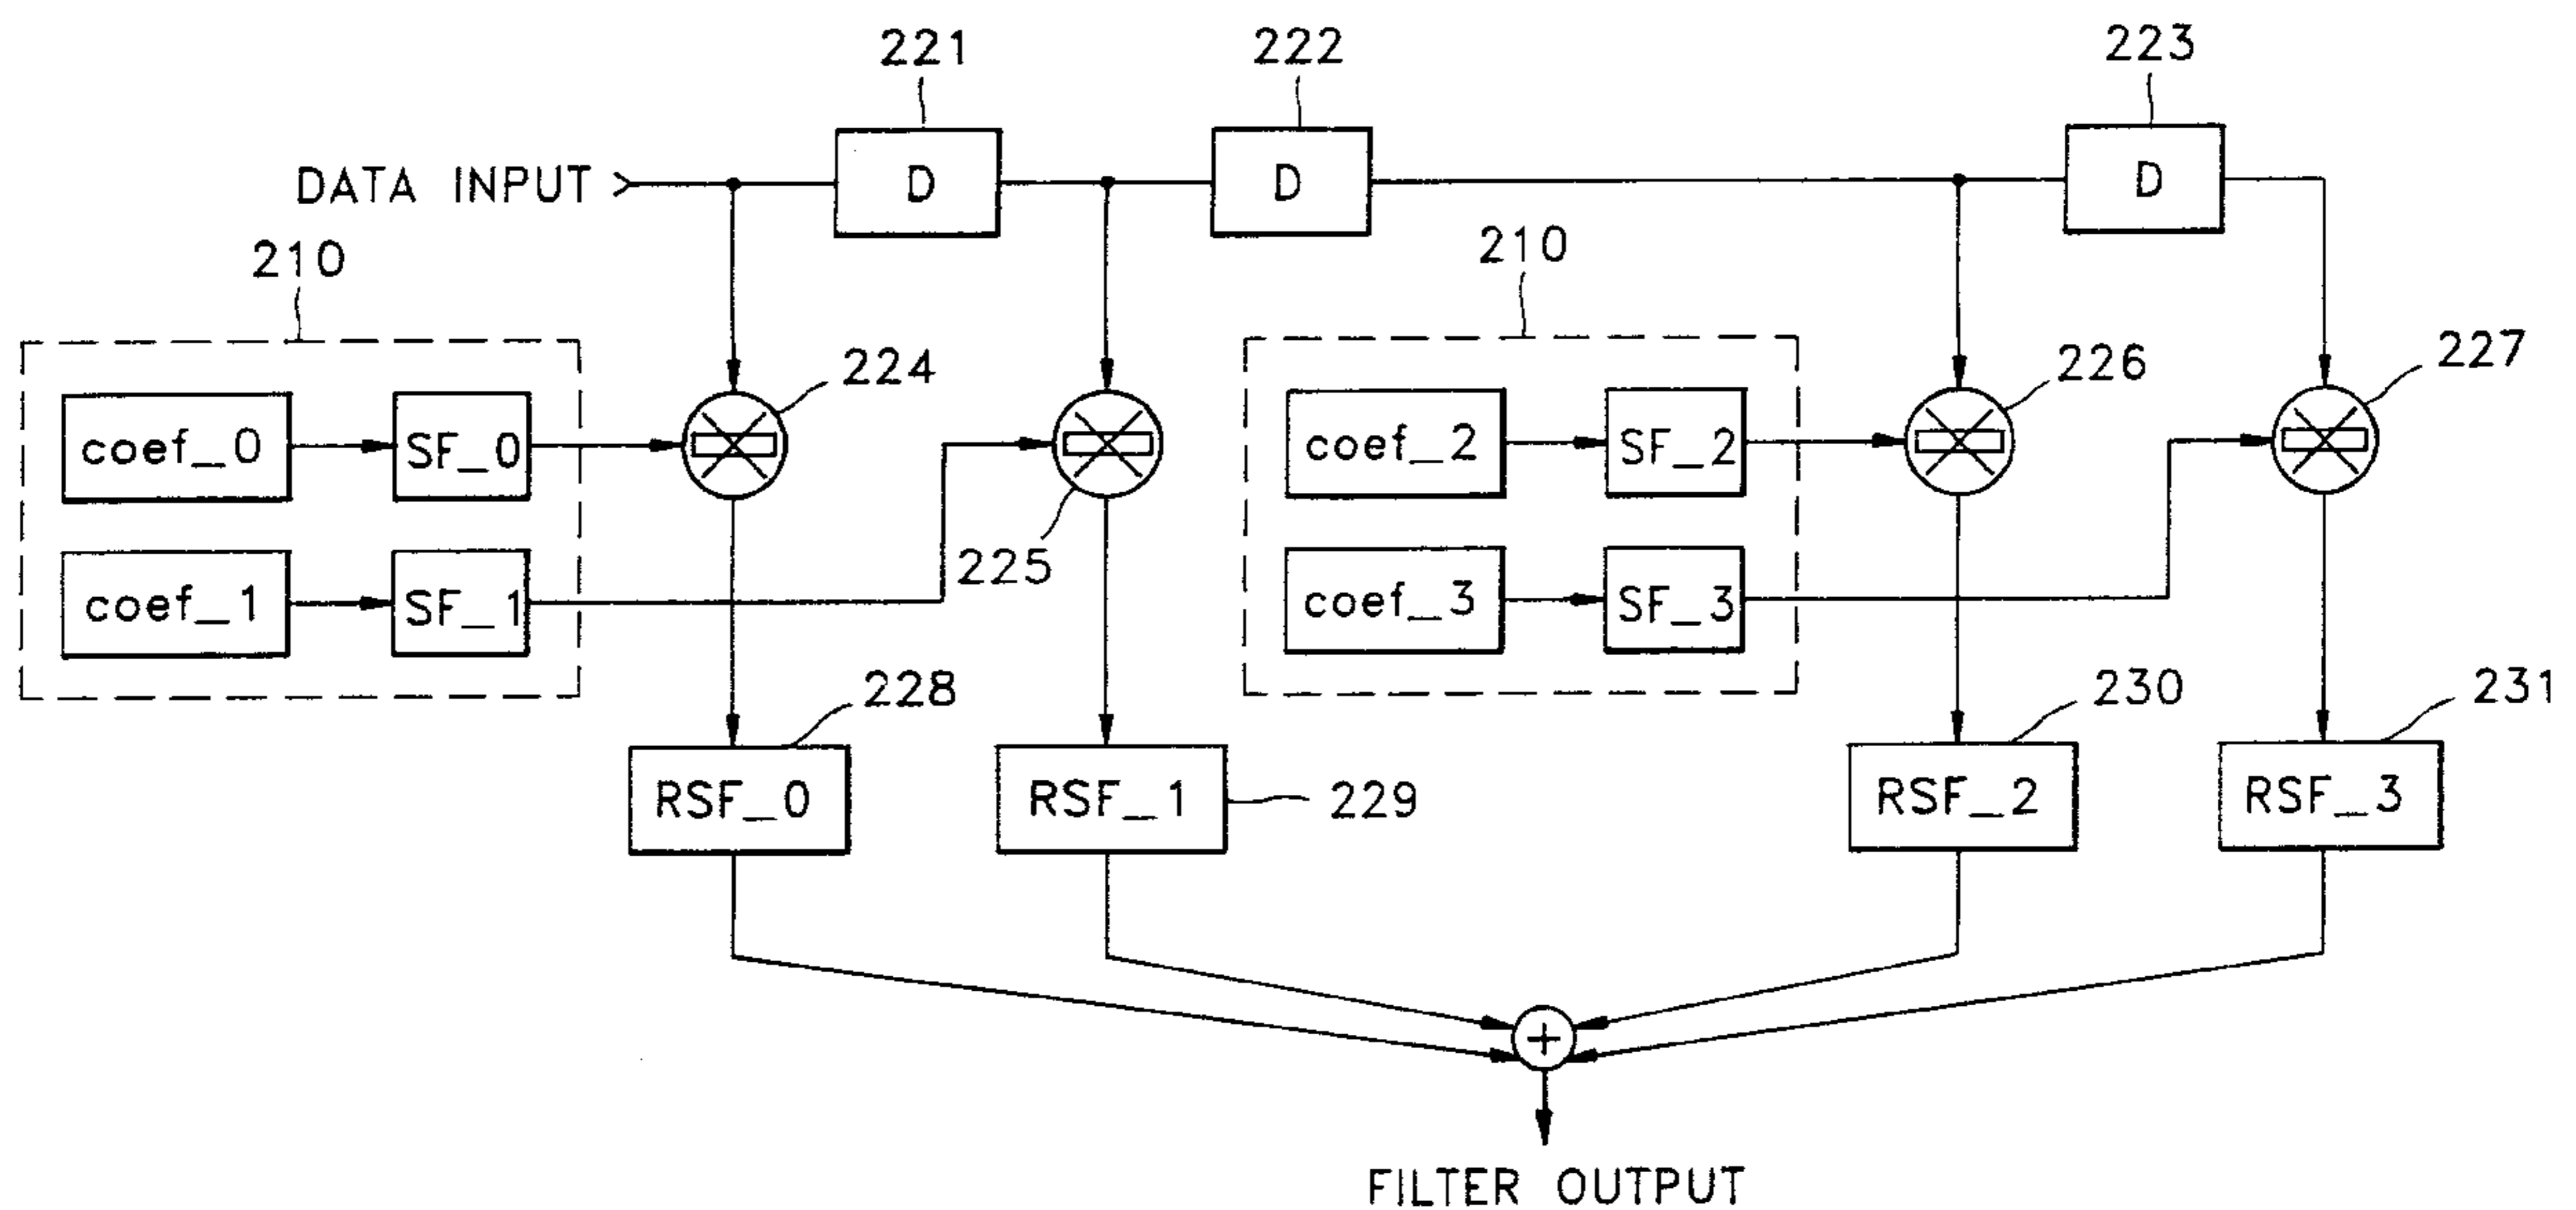 221
222
223
DATA INPUT
D
D
D
210
210
224
226
227
coef_0
SF_0
coef_2
SF_2
225
coef_1
SF_1
coef_3
SF_3
228
230
231
RSF_0
RSF_1
229
RSF_2
RSF_3
+
FILTER OUTPUT